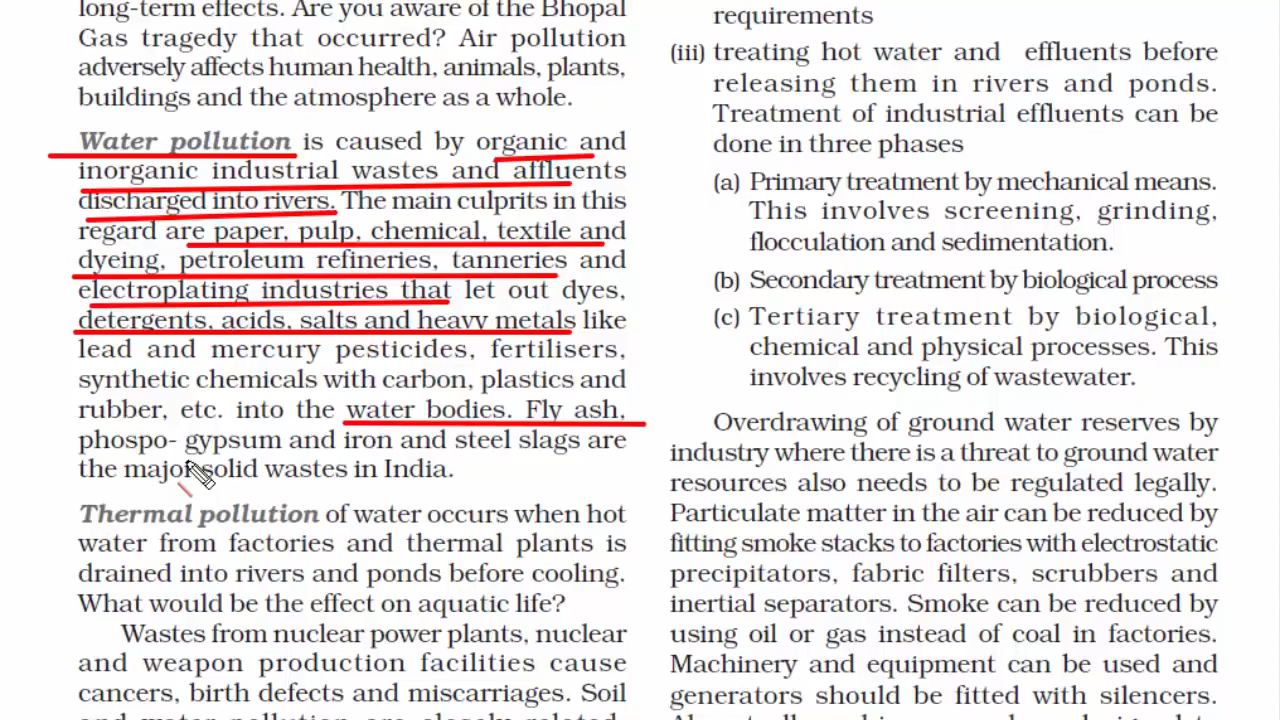 long-term effects. Are you aware of the Bhopal
Gas tragedy that occurred? Air pollution
adversely affects human health, animals, plants,
buildings and the atmosphere as a whole.
Water pollution is caused by organic and
inorganic industrial wastes and affluents
discharged into rivers. The main culprits in this
regard are paper, pulp, chemical, textile and
dyeing, petroleum refineries, tanneries and
electroplating industries that let out dyes,
detergents, acids, salts and heavy metals like
lead and mercury pesticides, fertilisers,
synthetic chemicals with carbon, plastics and
rubber, etc. into the water bodies. Fly ash,
phospo- gypsum and iron and steel slags are
the major solid wastes in India.
Thermal pollution of water occurs when hot
water from factories and thermal plants is
drained into rivers and ponds before cooling.
What would be the effect on aquatic life?
Wastes from nuclear power plants, nuclear
and weapon production facilities cause
cancers, birth defects and miscarriages. Soil
and water pollution are closely related.
requirements
(iii) treating hot water and effluents before
releasing them in rivers and ponds.
Treatment of industrial effluents can be
done in three phases
(a) Primary treatment by mechanical means.
This involves screening, grinding,
flocculation and sedimentation.
(b) Secondary treatment by biological process
(c) Tertiary treatment by biological,
chemical and physical processes. This
involves recycling of wastewater.
Overdrawing of ground water reserves by
industry where there is a threat to ground water
resources also needs to be regulated legally.
Particulate matter in the air can be reduced by
fitting smoke stacks to factories with electrostatic
precipitators, fabric filters, scrubbers and
inertial separators. Smoke can be reduced by
using oil or gas instead of coal in factories.
Machinery and equipment can be used and
generators should be fitted with silencers.